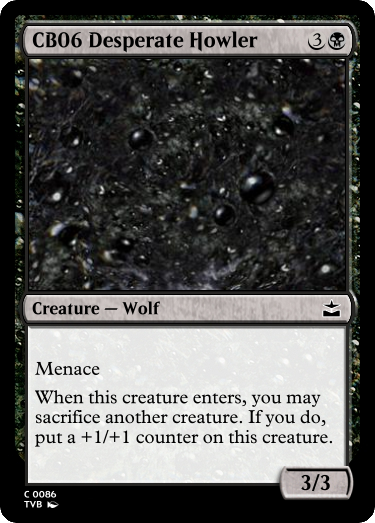 CB06 Desperate Howler 3
Creature — Wolf
Menace
When this creature enters, you may
sacrifice another creature. If you do,
put a +1/+1 counter on this creature.
3/3
C 0086
TVB